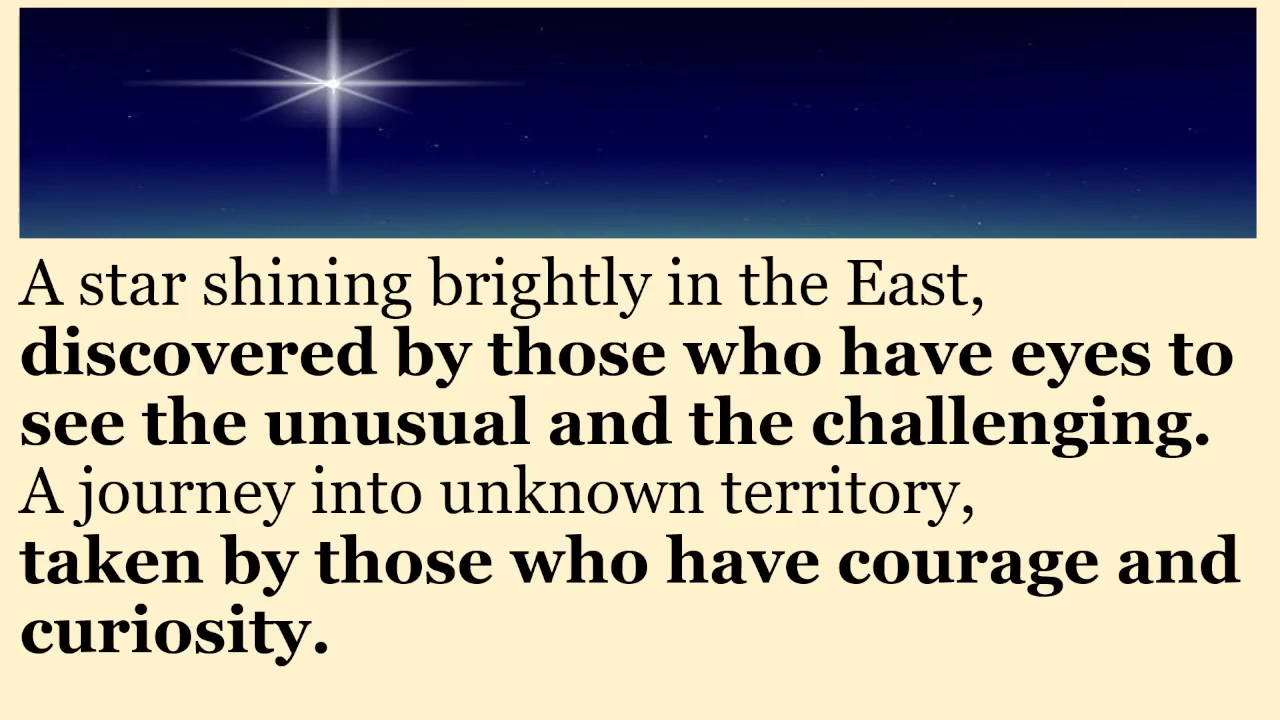 A star shining brightly in the East,
discovered by those who have eyes to
see the unusual and the challenging.
A journey into unknown territory,
taken by those who have courage and
curiosity.